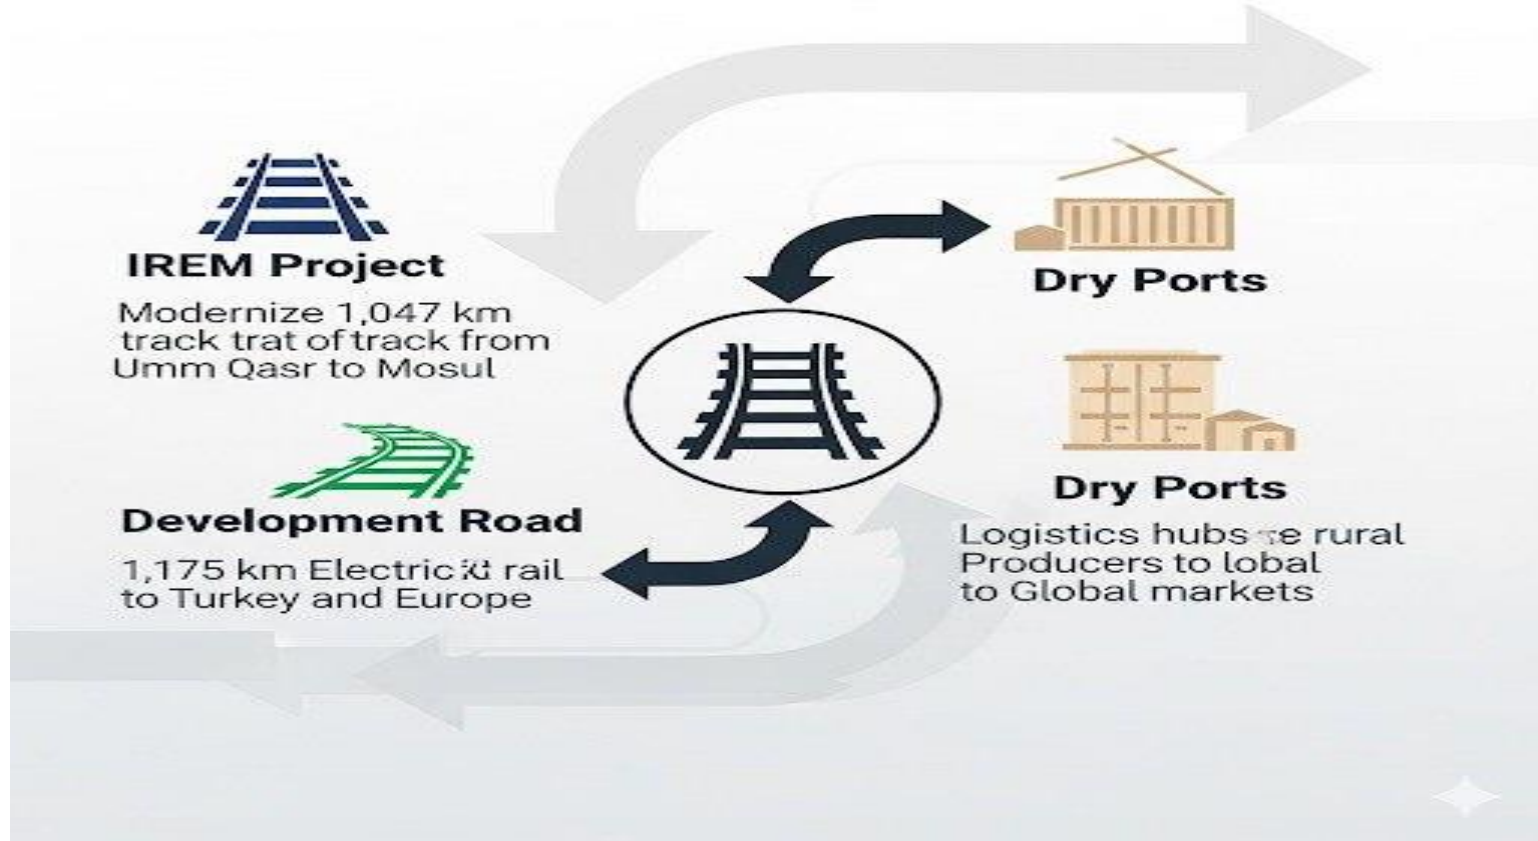 IREM Project
Modernize 1,047 km
track trat of track from
Umm Qasr to Mosul
Development Road
1,175 km Electric rail
to Turkey and Europe
Dry Ports
Dry Ports
Logistics hubs rural
Producers to lobal
to Global markets